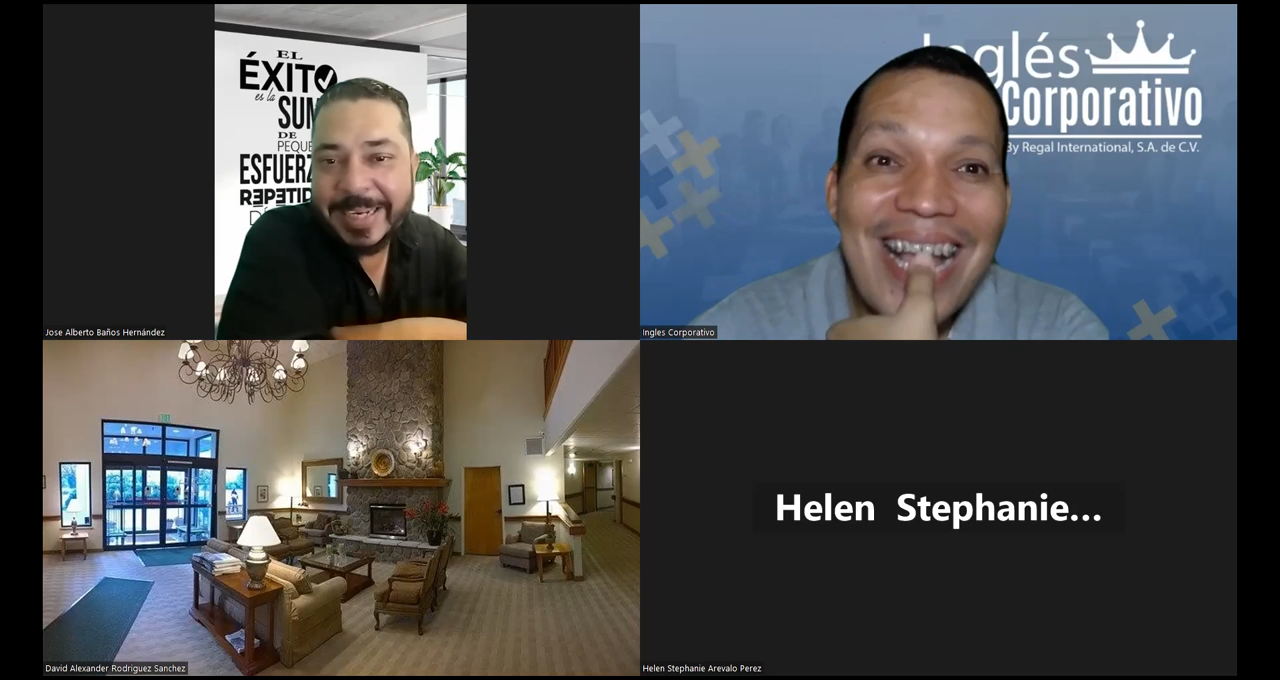 EL
ÉXITO
es la
SUM
DE
PEQUE
ESFUERZ
REPETID
Jose Alberto Baños Hernández
Inglés
Corporativo
By Regal International, S.A. de C.V.
Ingles Corporativo
David Alexander Rodriguez Sanchez
Helen Stephanie...
Helen Stephanie Arevalo Perez